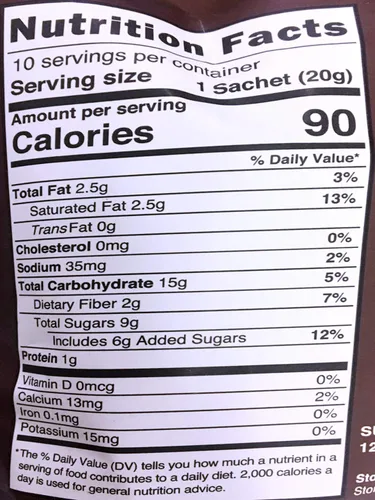 Nutrition Facts
10 servings per container
Serving size 1 Sachet (20g)
Amount per serving
Calories 90
% Daily Value*
Total Fat 2.5g 3%
Saturated Fat 2.5g 13%
Trans Fat 0g
Cholesterol 0mg 0%
Sodium 35mg 2%
Total Carbohydrate 15g 5%
Dietary Fiber 2g 7%
Total Sugars 9g
Includes 6g Added Sugars 12%
Protein 1g
Vitamin D 0mcg 0%
Calcium 13mg 2%
Iron 0.1mg 0%
Potassium 15mg 0%
*The % Daily Value (DV) tells you how much a nutrient in a
serving of food contributes to a daily diet. 2,000 calories a
day is used for general nutrition advice.